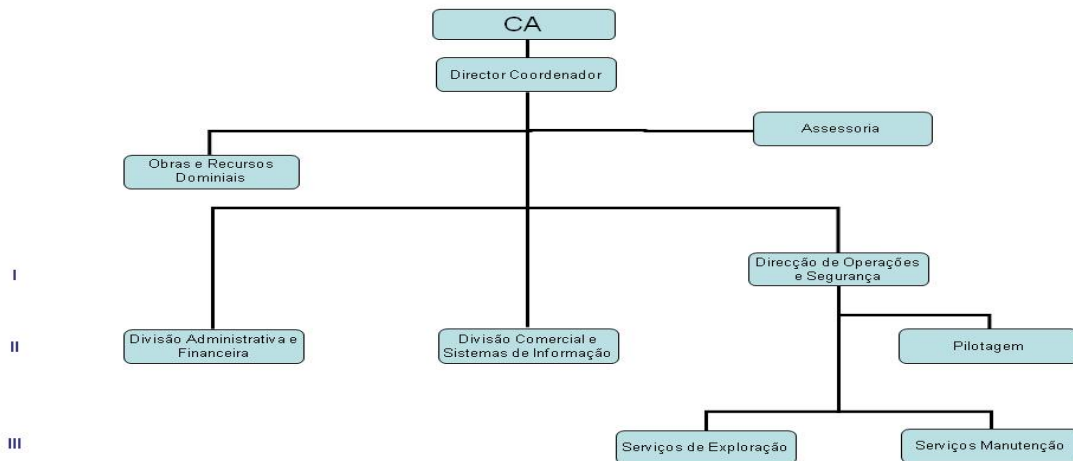 CA
Director Coordenador
Assessoria
Obras e Recursos
Dominiais
I
Direcção de Operações
e Segurança
II
Divisão Administrativa e
Financeira
Divisão Comercial e
Sistemas de Informação
Pilotagem
III
Serviços de Exploração
Serviços Manutenção